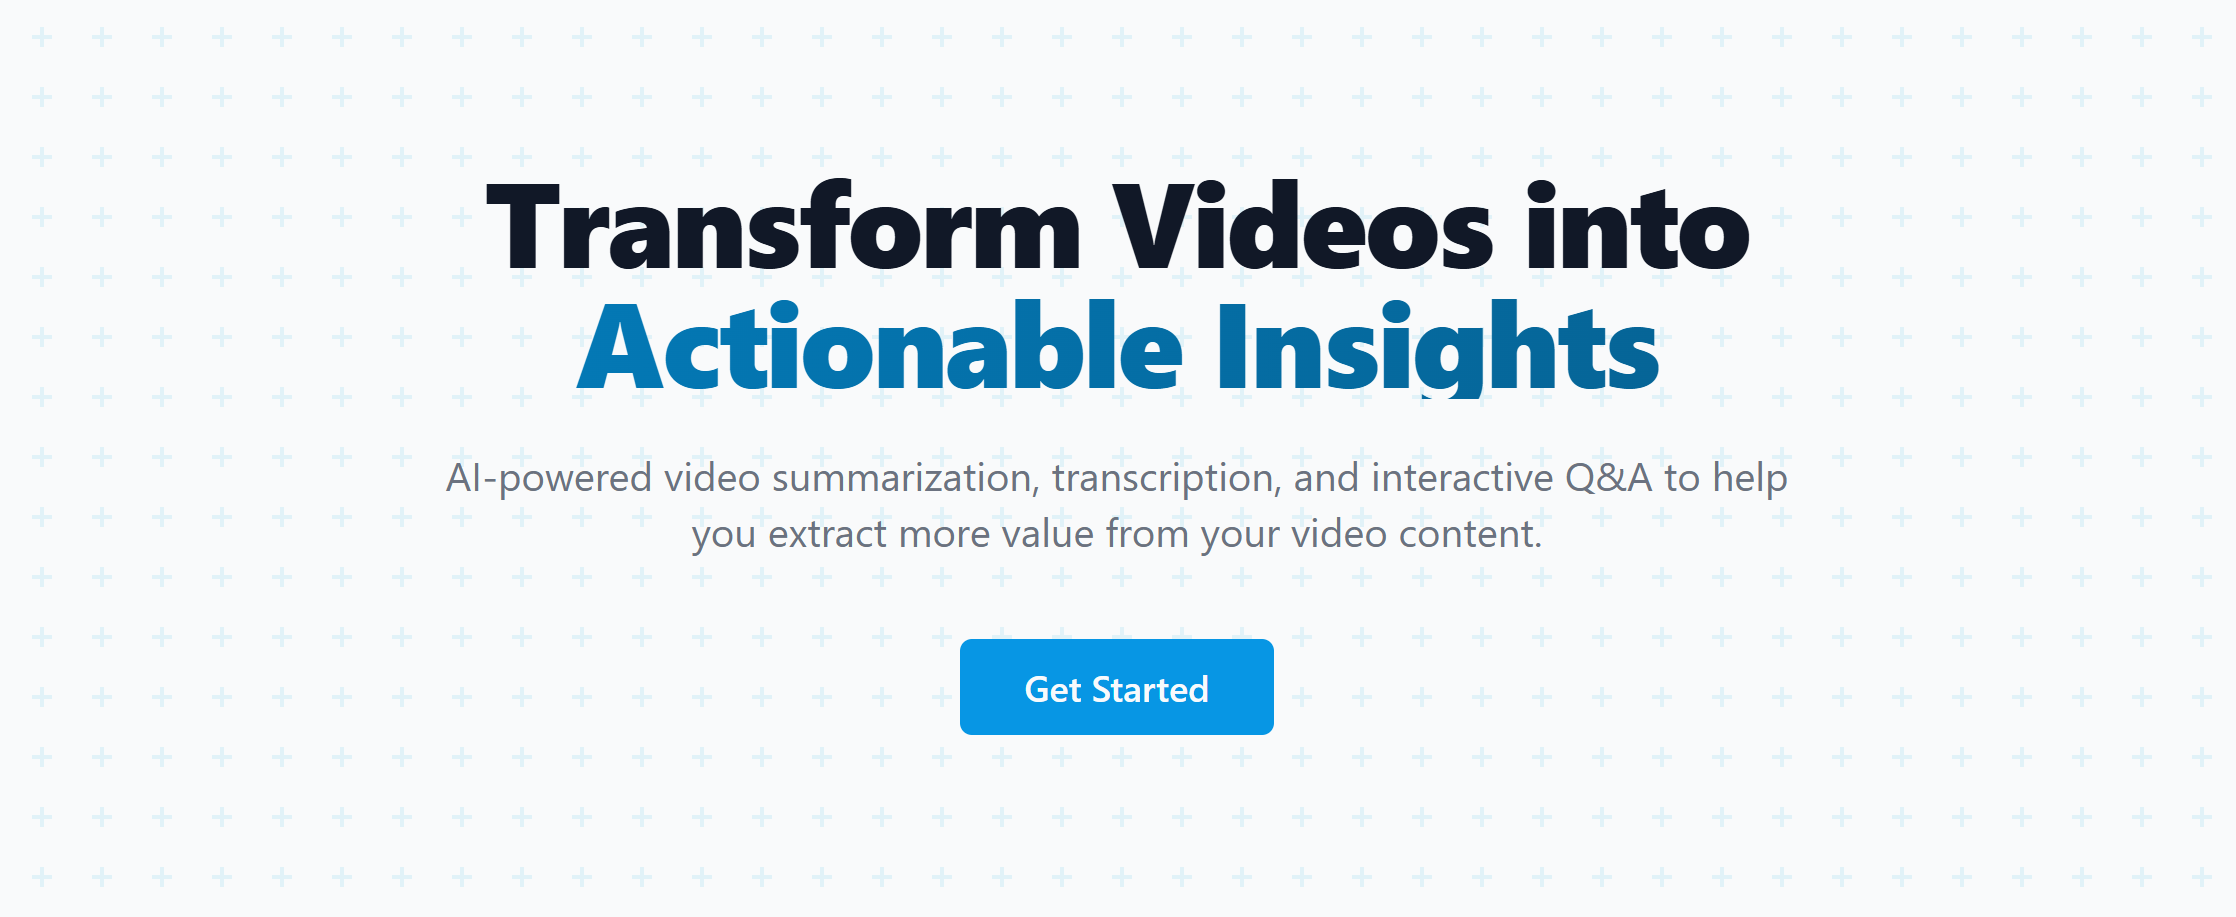 Transform Videos into
Actionable Insights
AI-powered video summarization, transcription, and interactive Q&A to help
you extract more value from your video content.
Get Started